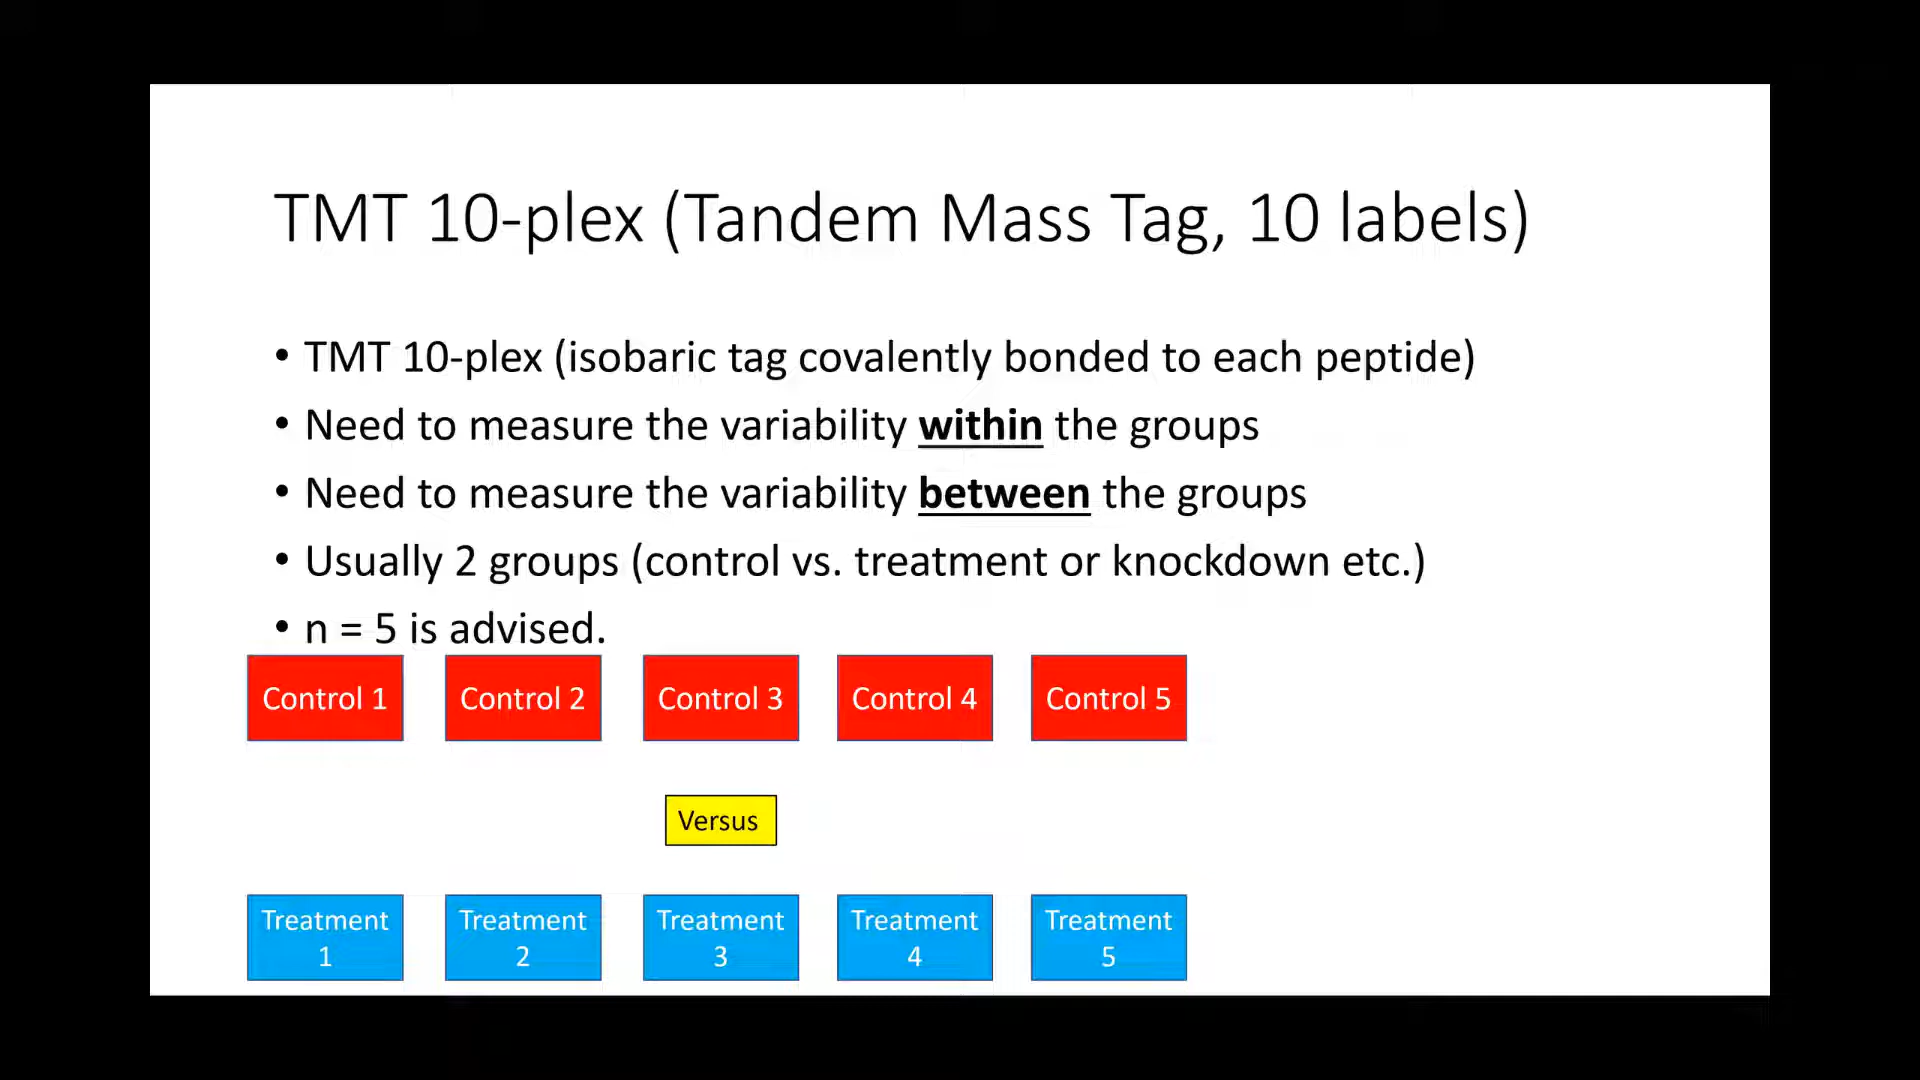 TMT 10-plex (Tandem Mass Tag, 10 labels)
• TMT 10-plex (isobaric tag covalently bonded to each peptide)
• Need to measure the variability within the groups
• Need to measure the variability between the groups
• Usually 2 groups (control vs. treatment or knockdown etc.)
• n = 5 is advised.
Control 1 Control 2 Control 3 Control 4 Control 5
Versus
Treatment Treatment Treatment Treatment Treatment
1 2 3 4 5